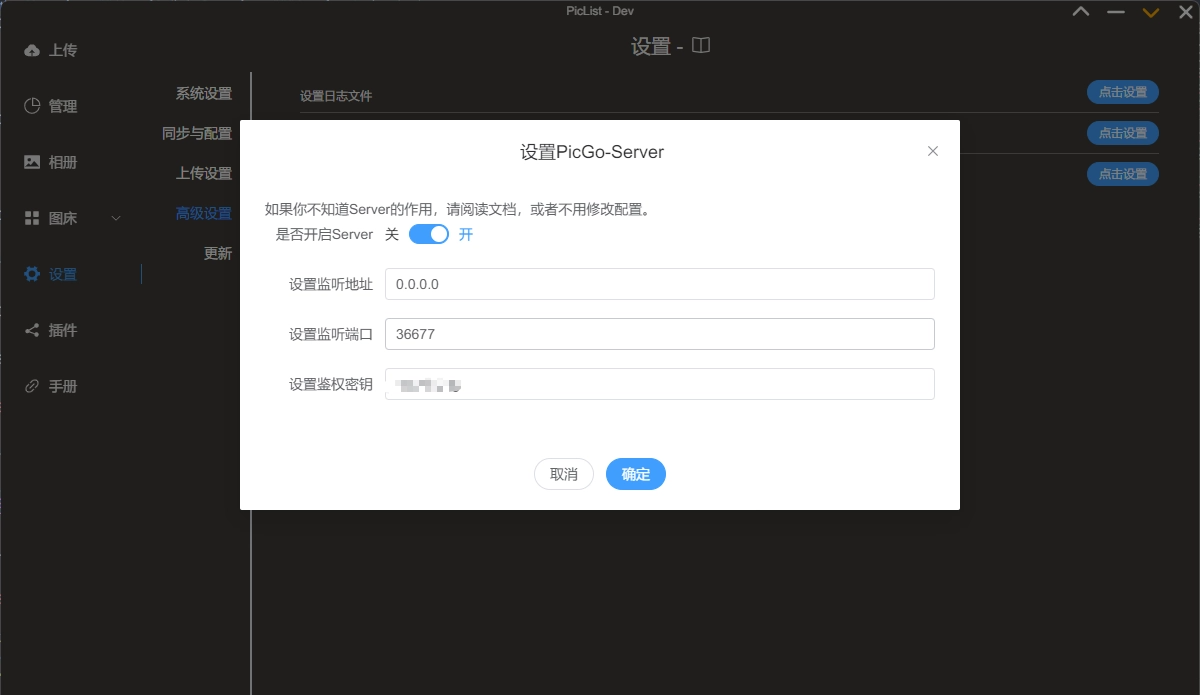 PicList - Dev
设置 -
上传
管理
相册
图床
设置
插件
手册
系统设置
同步与配置
上传设置
高级设置
更新
设置日志文件
点击设置
点击设置
点击设置
设置PicGo-Server
如果你不知道Server的作用，请阅读文档，或者不用修改配置。
是否开启Server 关 开
设置监听地址 0.0.0.0
设置监听端口 36677
设置鉴权密钥
取消 确定